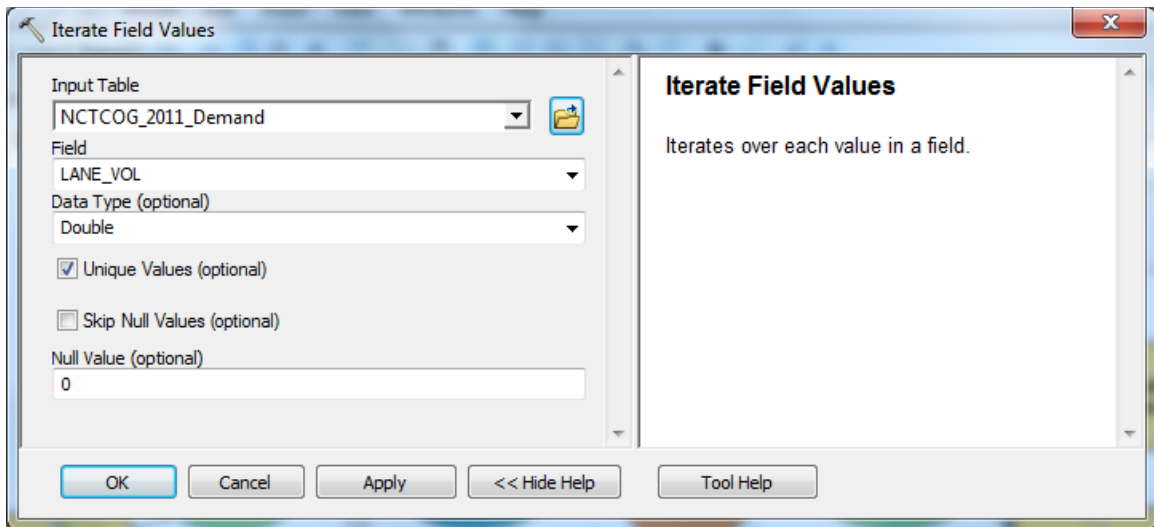 Iterate Field Values
Input Table
NCTCOG_2011_Demand
Field
LANE_VOL
Data Type (optional)
Double
Unique Values (optional)
Skip Null Values (optional)
Null Value (optional)
0
Iterate Field Values
Iterates over each value in a field.
OK Cancel Apply << Hide Help Tool Help